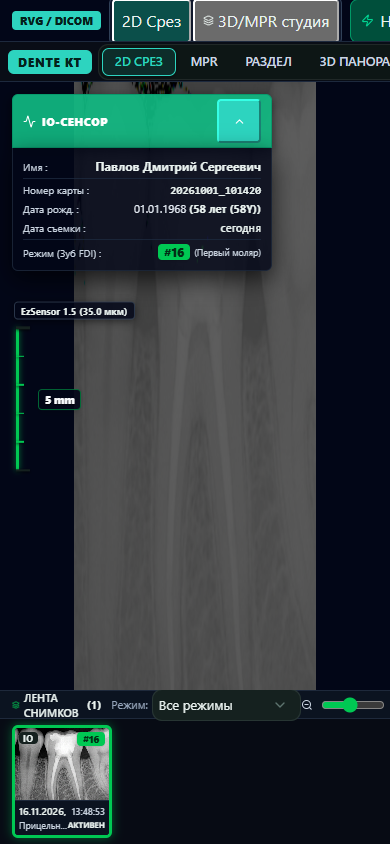 RVG / DICOM
2D Срез
3D/MPR студия
DENTE KT
2D СРЕЗ
MPR
РАЗДЕЛ
3D ПАНОРА
IO-СЕНСОР
Имя :
Павлов Дмитрий Сергеевич
Номер карты :
20261001_101420
Дата рожд. :
01.01.1968 (58 лет (58Y))
Дата съемки :
сегодня
Режим (Зуб FDI) :
#16
(Первый моляр)
EzSensor 1.5 (35.0 мкм)
5 mm
ЛЕНТА
СНИМКОВ
(1)
Режим:
Все режимы
IO
#16
16.11.2026,
13:48:53
Прицельн...
АКТИВЕН